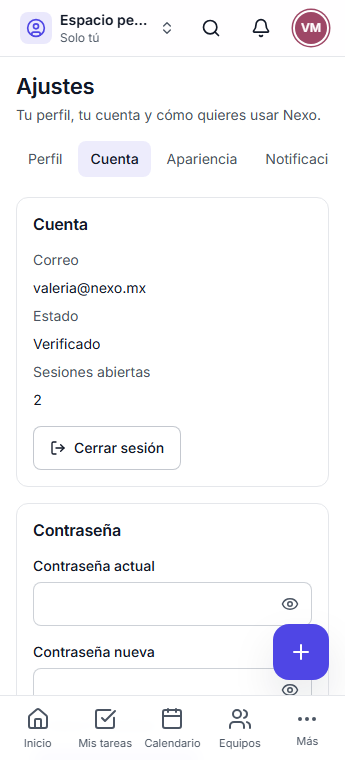 Espacio pe...
Solo tú
VM
Ajustes
Tu perfil, tu cuenta y cómo quieres usar Nexo.
Perfil
Cuenta
Apariencia
Notificaci
Cuenta
Correo
valeria@nexo.mx
Estado
Verificado
Sesiones abiertas
2
Cerrar sesión
Contraseña
Contraseña actual
Contraseña nueva
Inicio
Mis tareas
Calendario
Equipos
Más